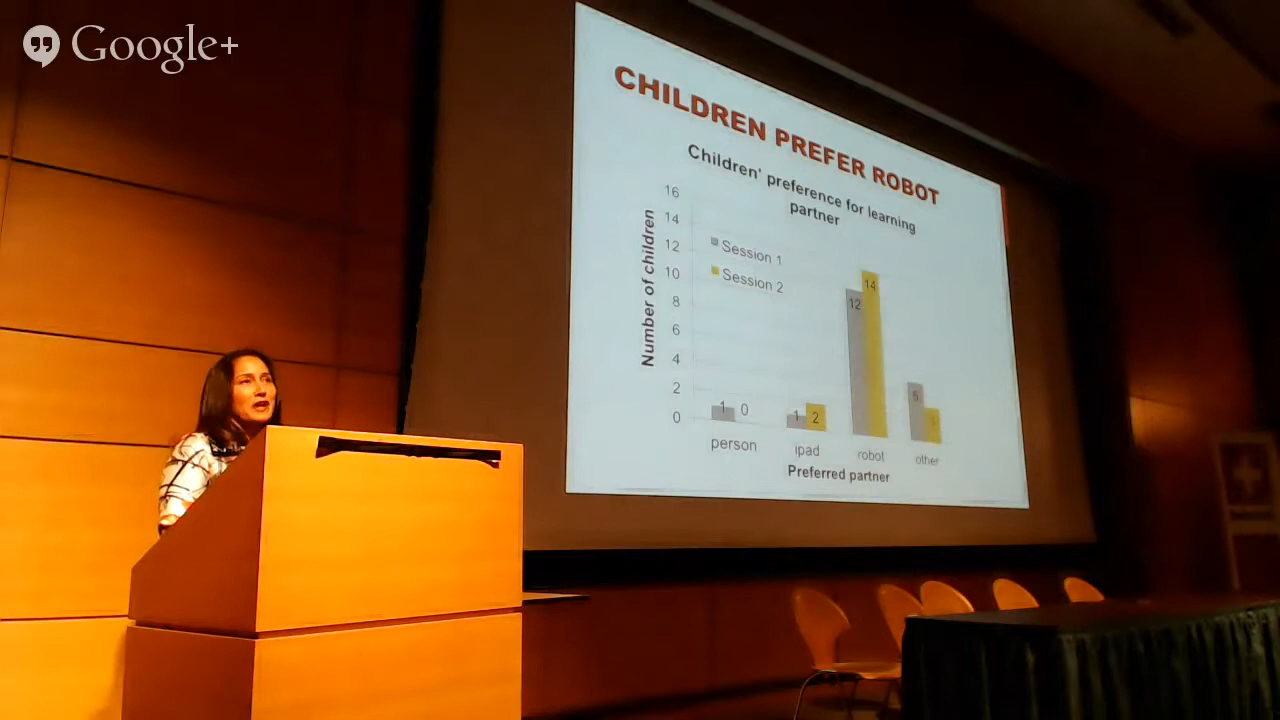 Google+
CHILDREN PREFER ROBOT
Children' preference for learning
partner
16
14
12
10
8
6
4
2
0
Number of children
Session 1
Session 2
1
0
1
2
12
14
5
person
ipad
robot
other
Preferred partner